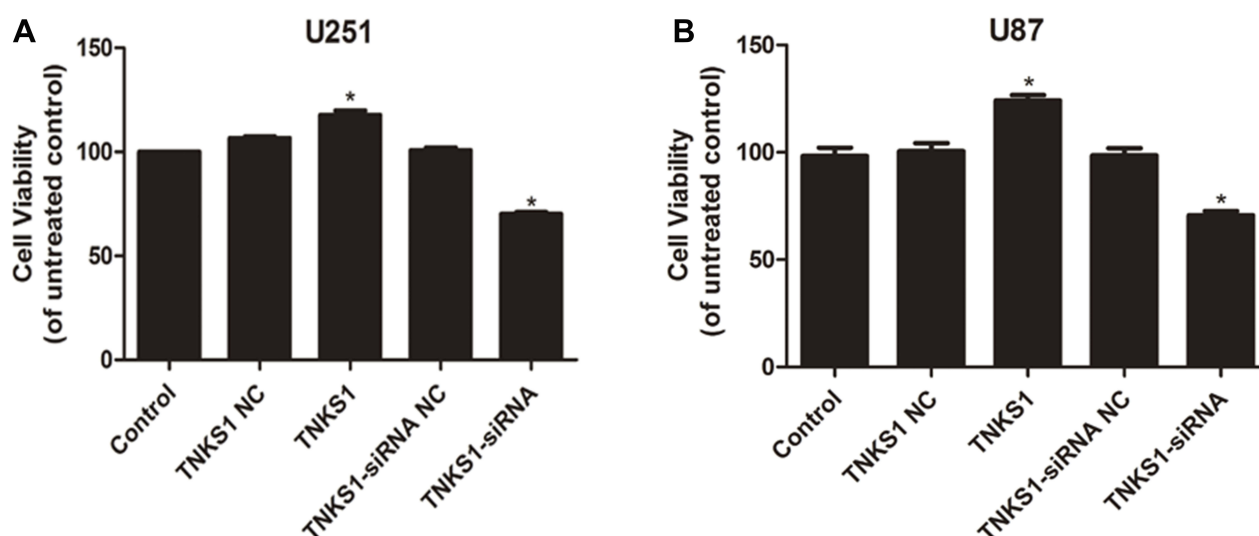 A
U251
Cell Viability
(of untreated control)
150
*
100
*
50
0
Control
TNKS1 NC
TNKS1
TNKS1-siRNA NC
TNKS1-siRNA
B
U87
Cell Viability
(of untreated control)
150
*
100
*
50
0
Control
TNKS1 NC
TNKS1
TNKS1-siRNA NC
TNKS1-siRNA